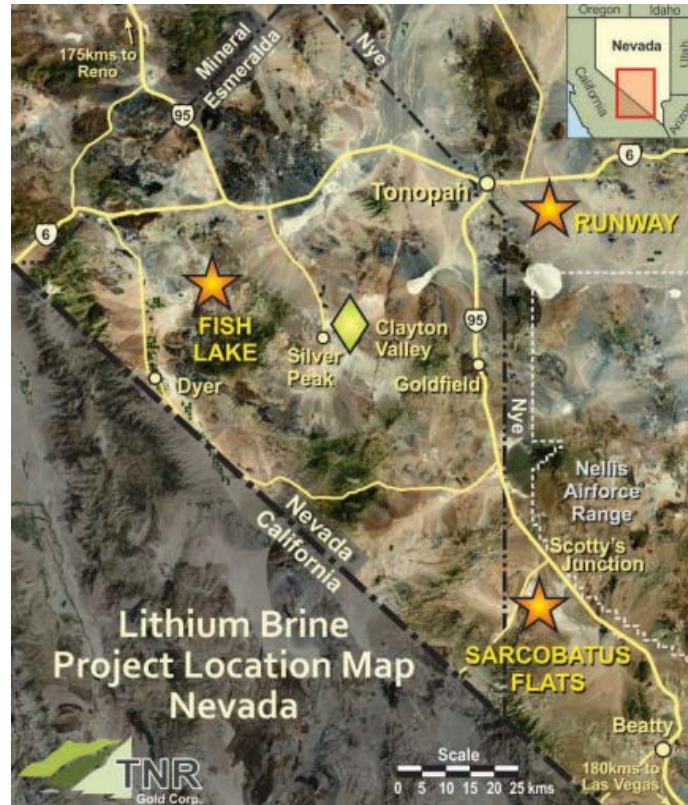 175kms to
Reno
Mineral
Esmeralda
Nye
Oregon
Idaho
Nevada
California
Utah
Arizona
95
6
Tonopah
6
RUNWAY
FISH
LAKE
Silver
Peak
Clayton
Valley
95
Goldfield
Dyer
Nye
Nellis
Airforce
Range
Nevada
California
Scotty's
Junction
SARCOBATUS
FLATS
Lithium Brine
Project Location Map
Nevada
Beatty
180kms to
Las Vegas
TNR
Gold Corp.
Scale
0 5 10 15 20 25 kms